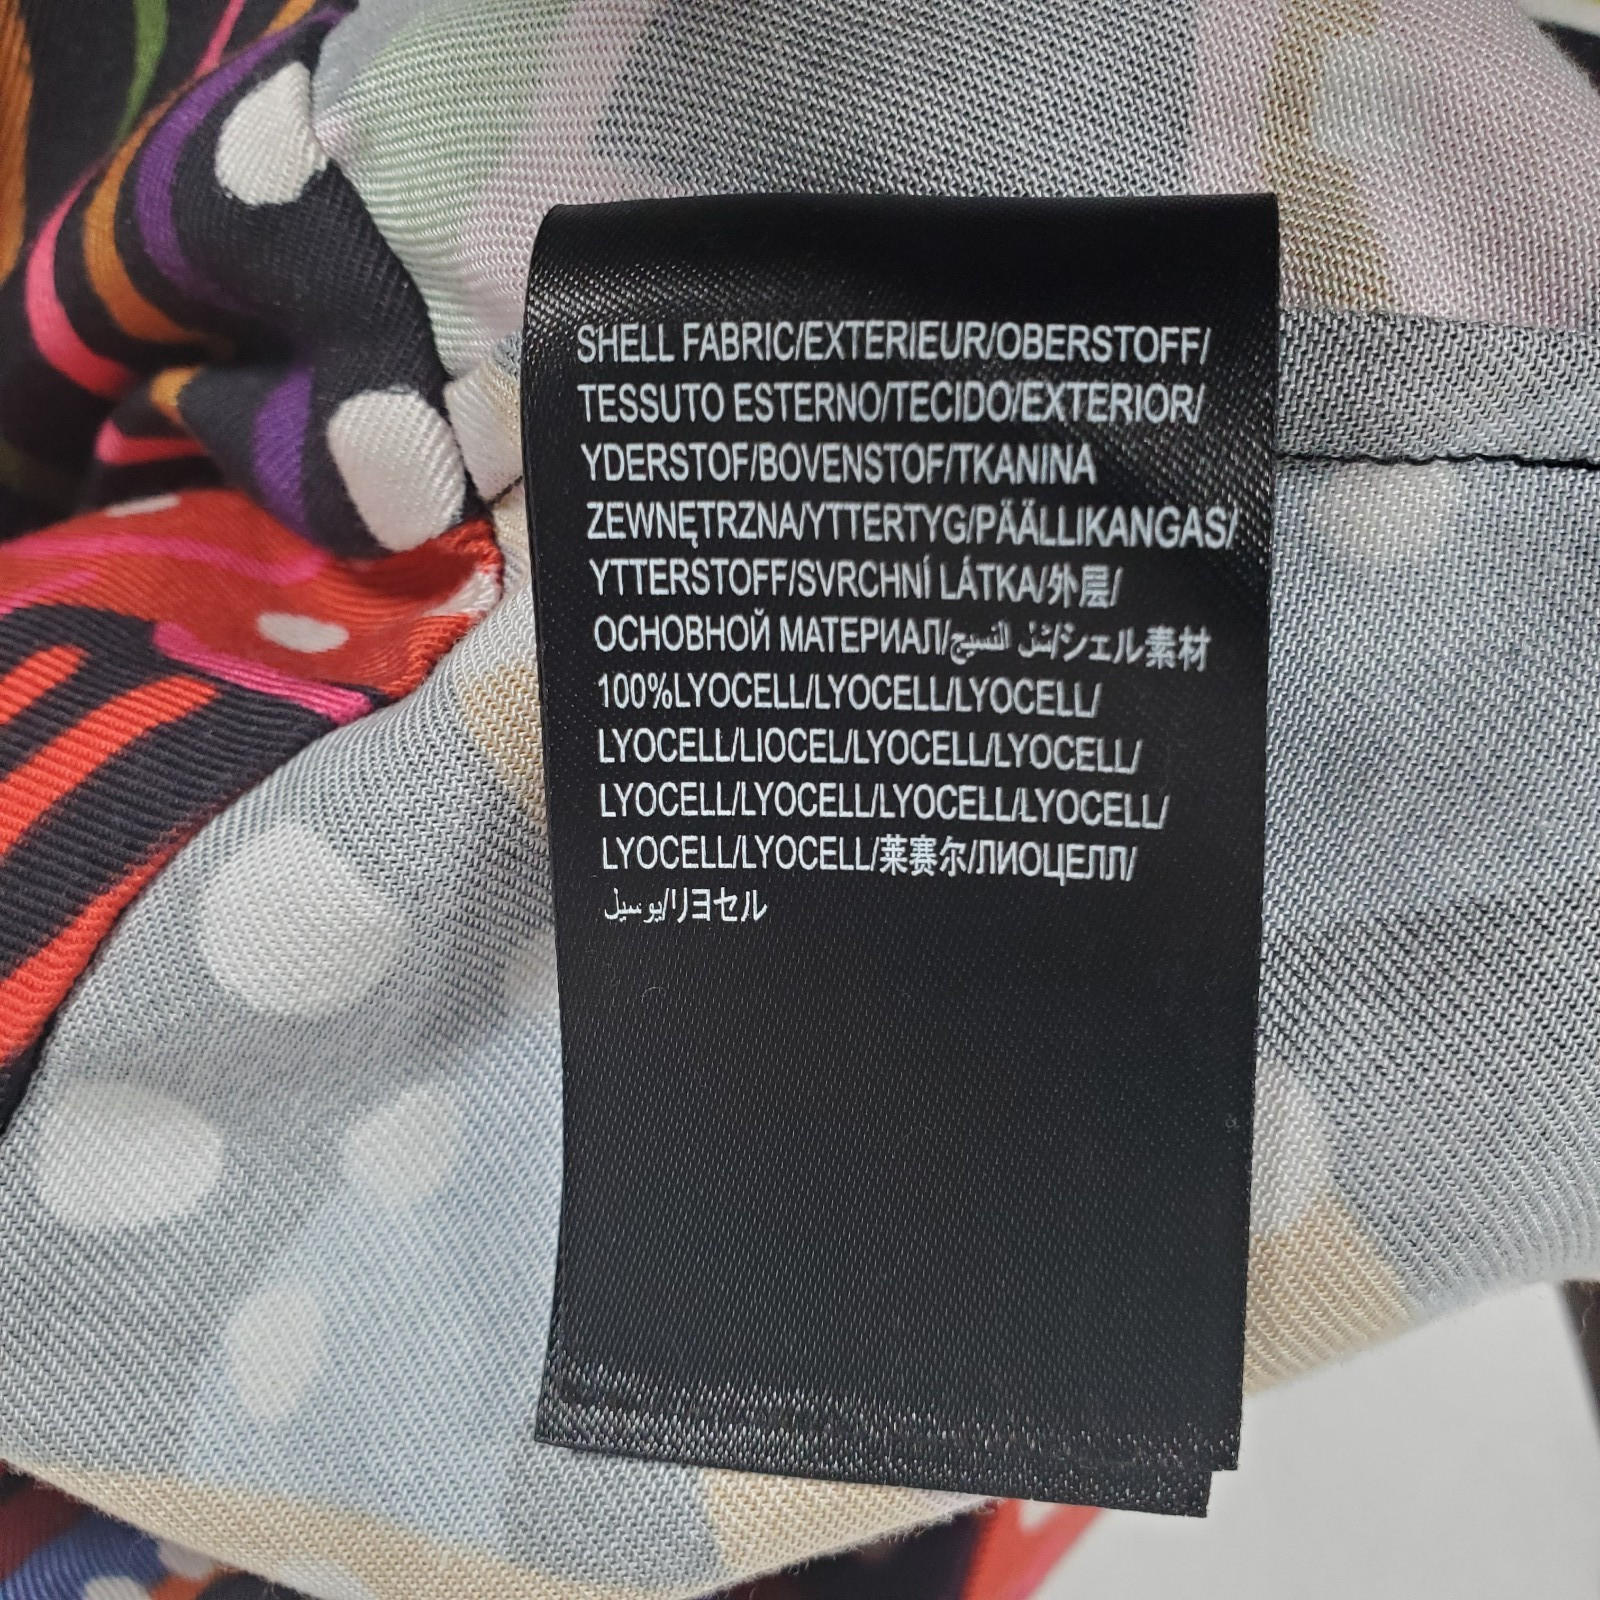 SHELL FABRIC/EXTERIEUR/OBERSTOFF/
TESSUTO ESTERNO/TECIDO/EXTERIOR/
YDERSTOF/BOVENSTOF/TKANINA
ZEWNĘTRZNA/YTTERTYG/PÄÄLLIKANGAS/
YTTERSTOFF/SVRCHNÍ LÁTKA/外层/
ОСНОВНОЙ МАТЕРИАЛ/شل النسيج/シェル素材
100%LYOCELL/LYOCELL/LYOCELL/
LYOCELL/LIOCEL/LYOCELL/LYOCELL/
LYOCELL/LYOCELL/LYOCELL/LYOCELL/
LYOCELL/LYOCELL/莱赛尔/ЛИОЦЕЛЛ/
ليوسيل/リヨセル